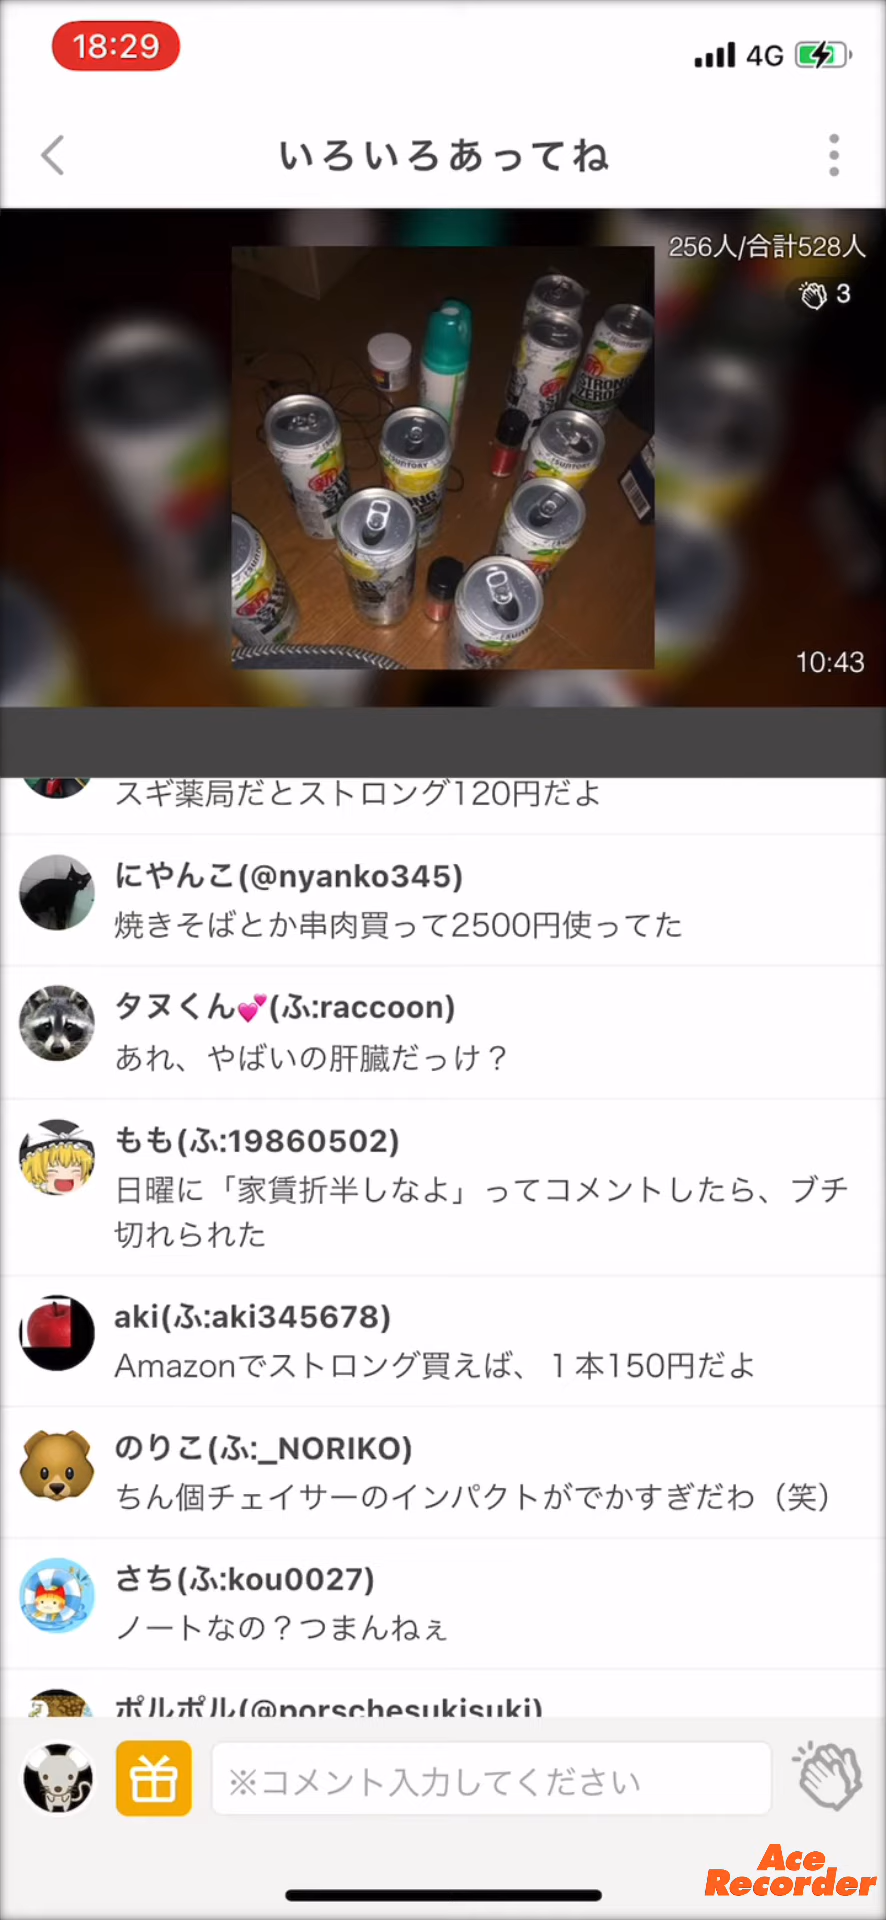 18:29
4G
いろいろあってね
256人/合計528人
3
SUNTORY
STRONG
ZERO
SUNTORY
SUNTORY
10:43
スギ薬局だとストロング120円だよ
にやんこ(@nyanko345)
焼きそばとか串肉買って2500円使ってた
タヌくん💕(ふ:raccoon)
あれ、やばいの肝臓だっけ？
もも(ふ:19860502)
日曜に「家賃折半しなよ」ってコメントしたら、ブチ
切れられた
aki(ふ:aki345678)
Amazonでストロング買えば、１本150円だよ
のりこ(ふ:_NORIKO)
ちん個チェイサーのインパクトがでかすぎだわ（笑）
さち(ふ:kou0027)
ノートなの？つまんねぇ
ポルポル(@porschesukisuki)
※コメント入力してください
Ace
Recorder